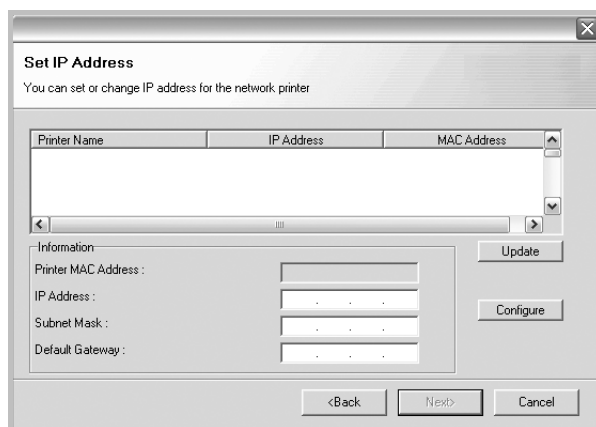 Set IP Address
You can set or change IP address for the network printer
Printer Name IP Address MAC Address
Information
Update
Printer MAC Address :
IP Address :
Configure
Subnet Mask :
Default Gateway :
<Back Next> Cancel